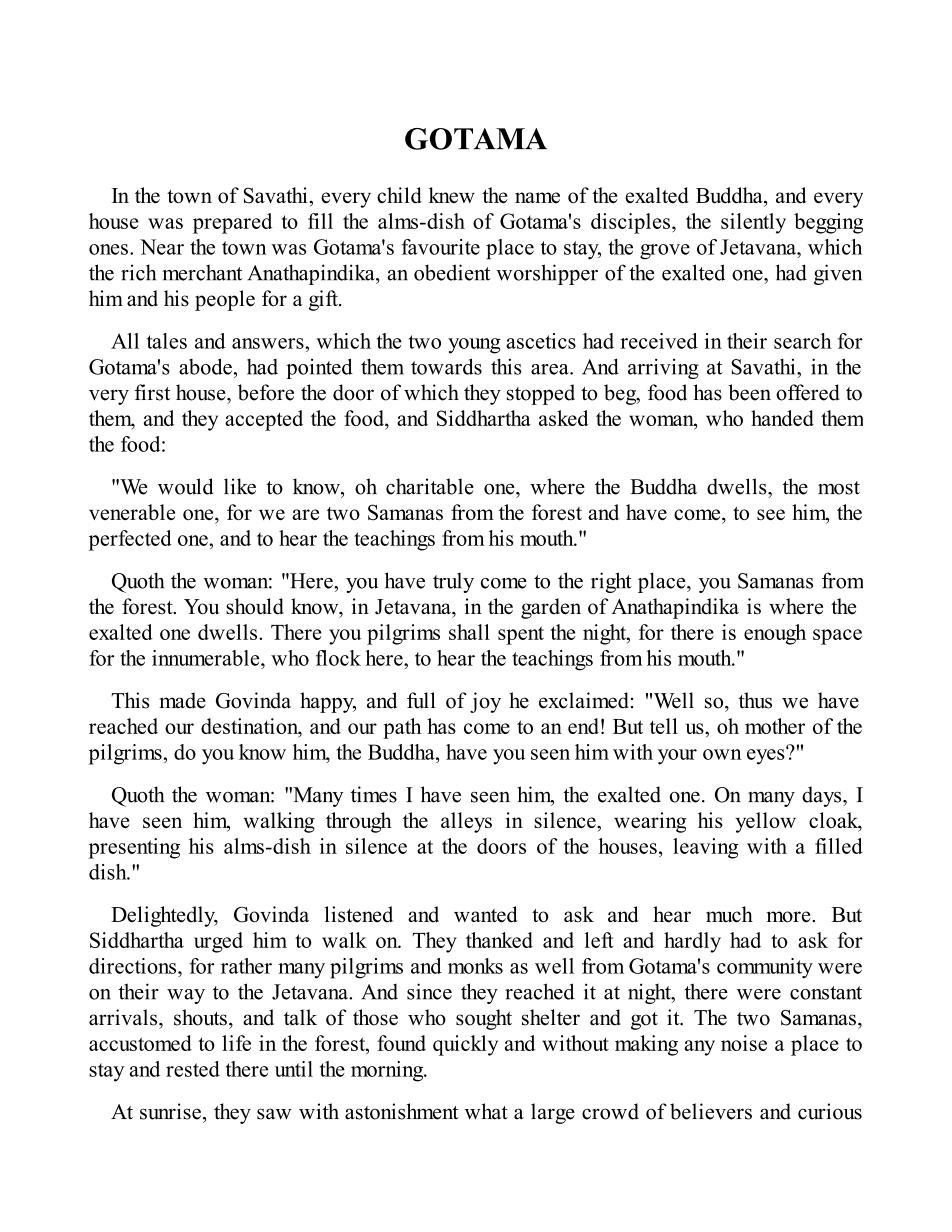 GOTAMA
In the town of Savathi, every child knew the name of the exalted Buddha, and every
house was prepared to fill the alms-dish of Gotama's disciples, the silently begging
ones. Near the town was Gotama's favourite place to stay, the grove of Jetavana, which
the rich merchant Anathapindika, an obedient worshipper of the exalted one, had given
him and his people for a gift.
All tales and answers, which the two young ascetics had received in their search for
Gotama's abode, had pointed them towards this area. And arriving at Savathi, in the
very first house, before the door of which they stopped to beg, food has been offered to
them, and they accepted the food, and Siddhartha asked the woman, who handed them
the food:
"We would like to know, oh charitable one, where the Buddha dwells, the most
venerable one, for we are two Samanas from the forest and have come, to see him, the
perfected one, and to hear the teachings from his mouth."
Quoth the woman: "Here, you have truly come to the right place, you Samanas from
the forest. You should know, in Jetavana, in the garden of Anathapindika is where the
exalted one dwells. There you pilgrims shall spent the night, for there is enough space
for the innumerable, who flock here, to hear the teachings from his mouth."
This made Govinda happy, and full of joy he exclaimed: "Well so, thus we have
reached our destination, and our path has come to an end! But tell us, oh mother of the
pilgrims, do you know him, the Buddha, have you seen him with your own eyes?"
Quoth the woman: "Many times I have seen him, the exalted one. On many days, I
have seen him, walking through the alleys in silence, wearing his yellow cloak,
presenting his alms-dish in silence at the doors of the houses, leaving with a filled
dish."
Delightedly, Govinda listened and wanted to ask and hear much more. But
Siddhartha urged him to walk on. They thanked and left and hardly had to ask for
directions, for rather many pilgrims and monks as well from Gotama's community were
on their way to the Jetavana. And since they reached it at night, there were constant
arrivals, shouts, and talk of those who sought shelter and got it. The two Samanas,
accustomed to life in the forest, found quickly and without making any noise a place to
stay and rested there until the morning.
At sunrise, they saw with astonishment what a large crowd of believers and curious